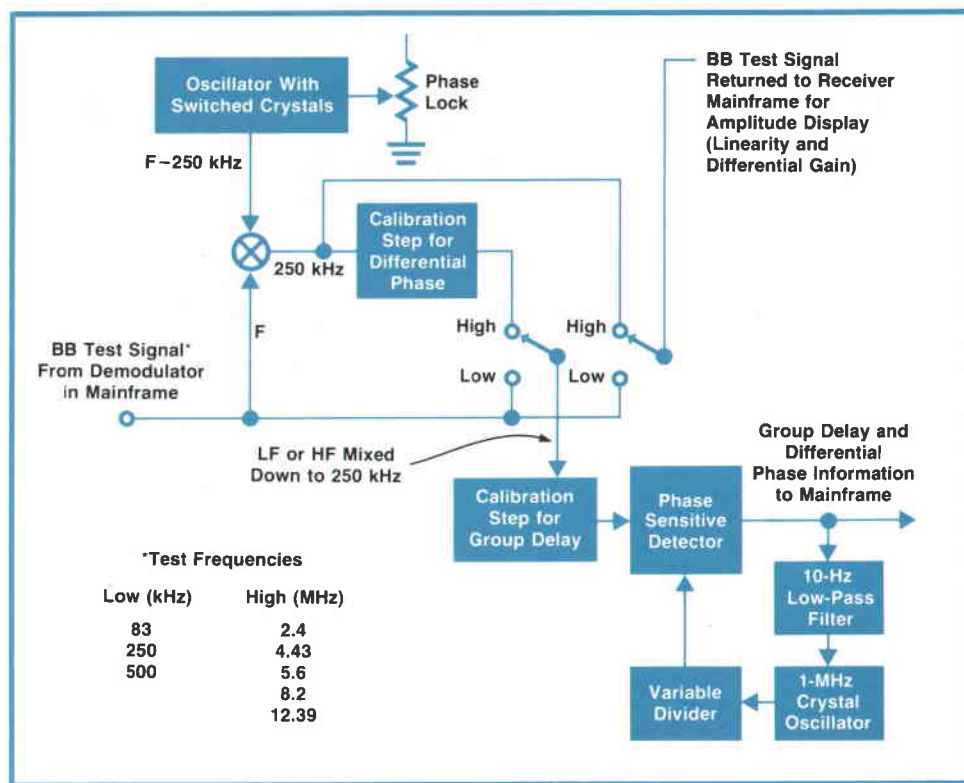 Oscillator With
Switched Crystals
Phase
Lock
BB Test Signal
Returned to Receiver
Mainframe for
Amplitude Display
(Linearity and
Differential Gain)
F−250 kHz
Calibration
Step for
Differential
Phase
250 kHz
F
High
High
BB Test Signal*
From Demodulator
in Mainframe
Low
Low
LF or HF Mixed
Down to 250 kHz
Group Delay and
Differential
Phase Information
to Mainframe
Calibration
Step for
Group Delay
Phase
Sensitive
Detector
10-Hz
Low-Pass
Filter
1-MHz
Crystal
Oscillator
Variable
Divider
*Test Frequencies
Low (kHz) High (MHz)
83 2.4
250 4.43
500 5.6
8.2
12.39